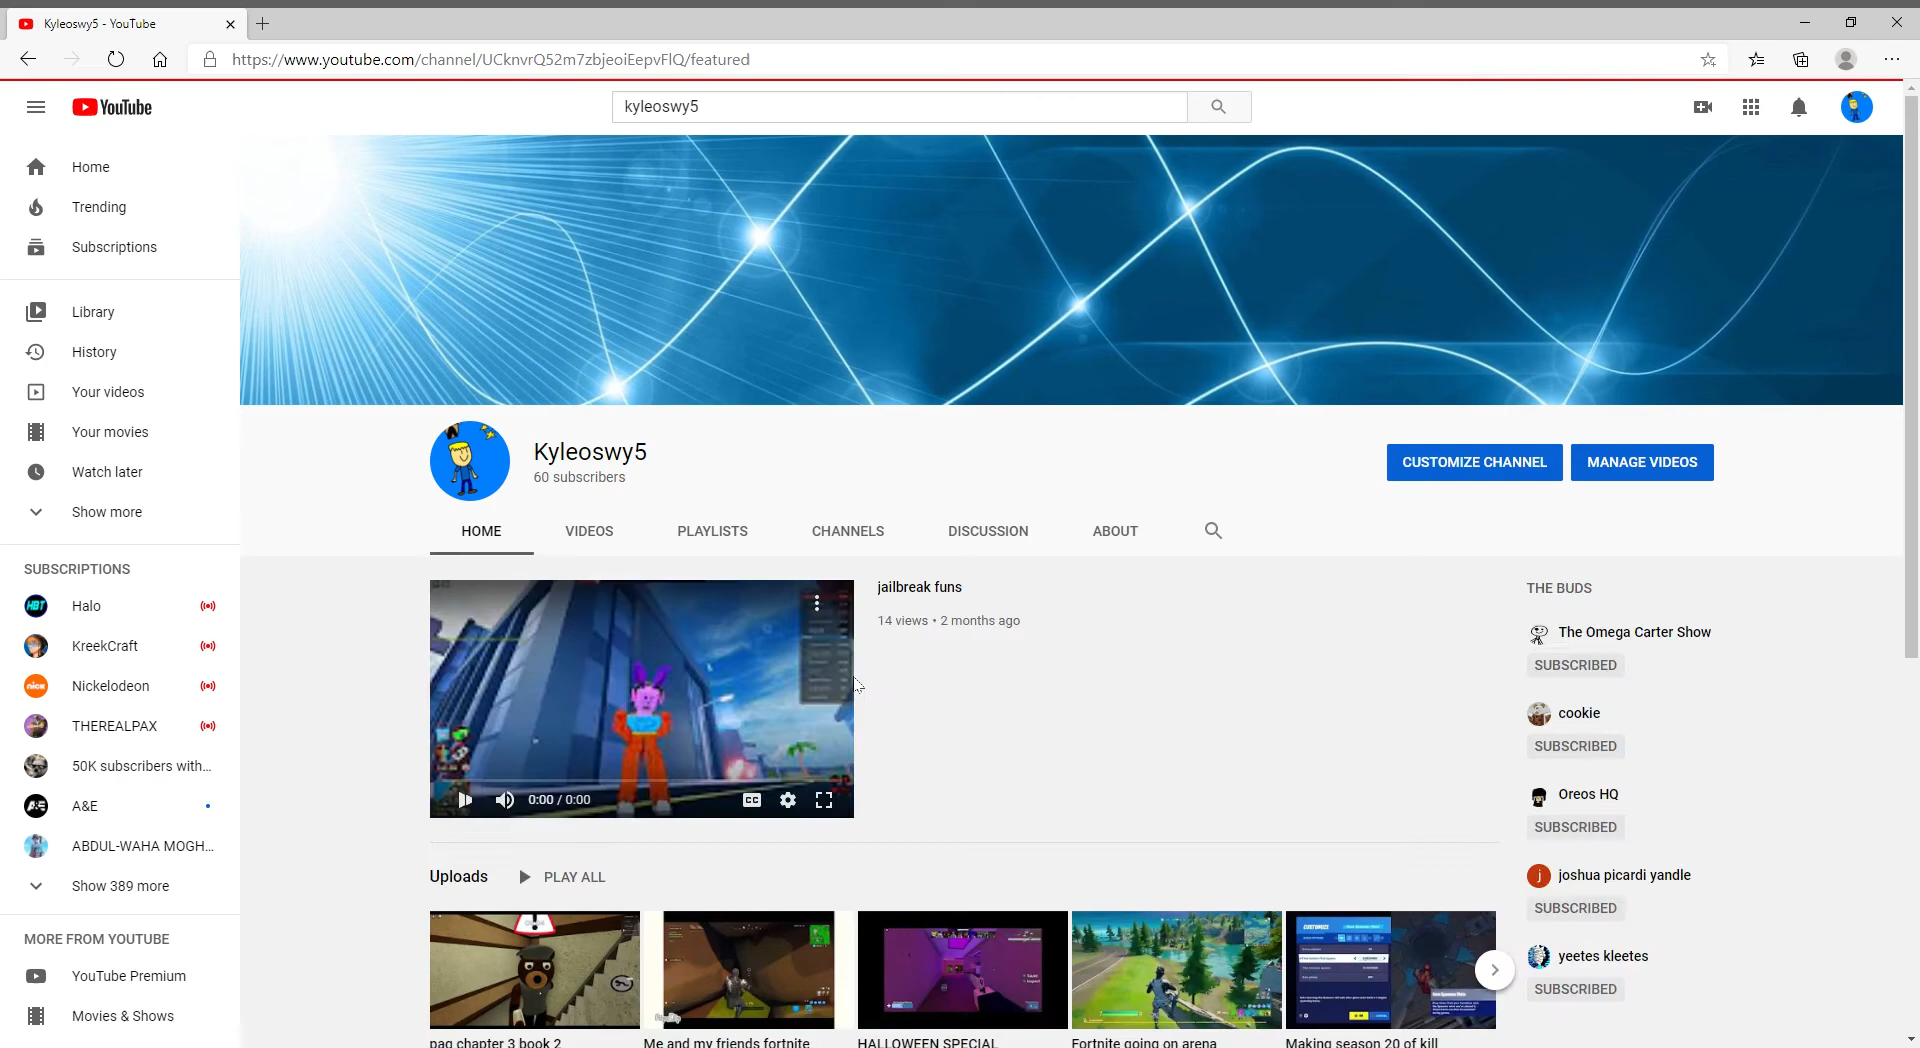 Kyleoswy5 - YouTube
https://www.youtube.com/channel/UCknvrQ52m7zbjeoiEepvFlQ/featured
YouTube
kyleoswy5
Home
Trending
Subscriptions
Library
History
Your videos
Your movies
Watch later
Show more
SUBSCRIPTIONS
HBT Halo
KreekCraft
nick Nickelodeon
THEREALPAX
50K subscribers with...
A&E A&E
ABDUL-WAHA MOGH...
Show 389 more
MORE FROM YOUTUBE
YouTube Premium
Movies & Shows
Kyleoswy5
60 subscribers
CUSTOMIZE CHANNEL
MANAGE VIDEOS
HOME VIDEOS PLAYLISTS CHANNELS DISCUSSION ABOUT
0:00 / 0:00
CC
jailbreak funs
14 views • 2 months ago
Uploads PLAY ALL
CUSTOMIZE
pag chapter 3 book 2
Me and my friends fortnite
HALLOWEEN SPECIAL
Fortnite going on arena
Making season 20 of kill
THE BUDS
The Omega Carter Show
SUBSCRIBED
cookie
SUBSCRIBED
Oreos HQ
SUBSCRIBED
j joshua picardi yandle
SUBSCRIBED
yeetes kleetes
SUBSCRIBED